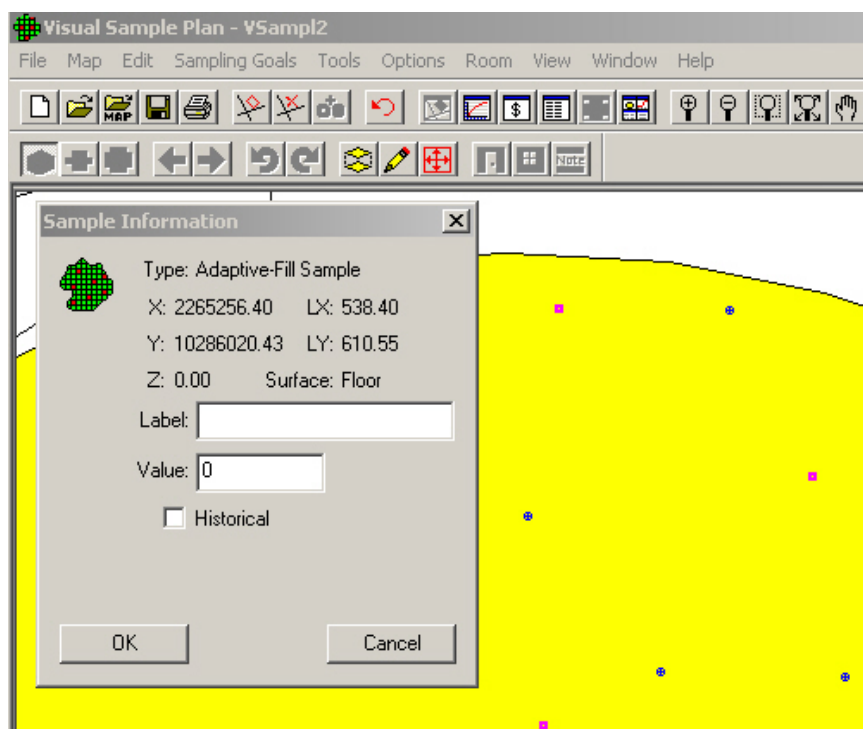 Visual Sample Plan - VSampl2
File Map Edit Sampling Goals Tools Options Room View Window Help
MAP $
Note
Sample Information
Type: Adaptive-Fill Sample
X: 2265256.40 LX: 538.40
Y: 10286020.43 LY: 610.55
Z: 0.00 Surface: Floor
Label:
Value: 0
Historical
OK Cancel